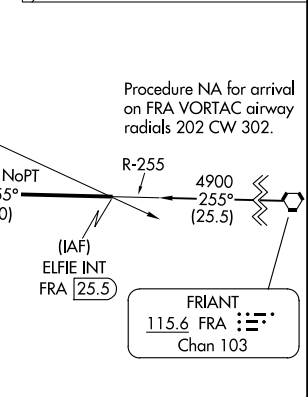 Procedure NA for arrival
on FRA VORTAC airway
radials 202 CW 302.
R-255
NoPT
4900
255°
(25.5)
(IAF)
ELFIE INT
FRA 25.5
FRIANT
115.6 FRA
Chan 103